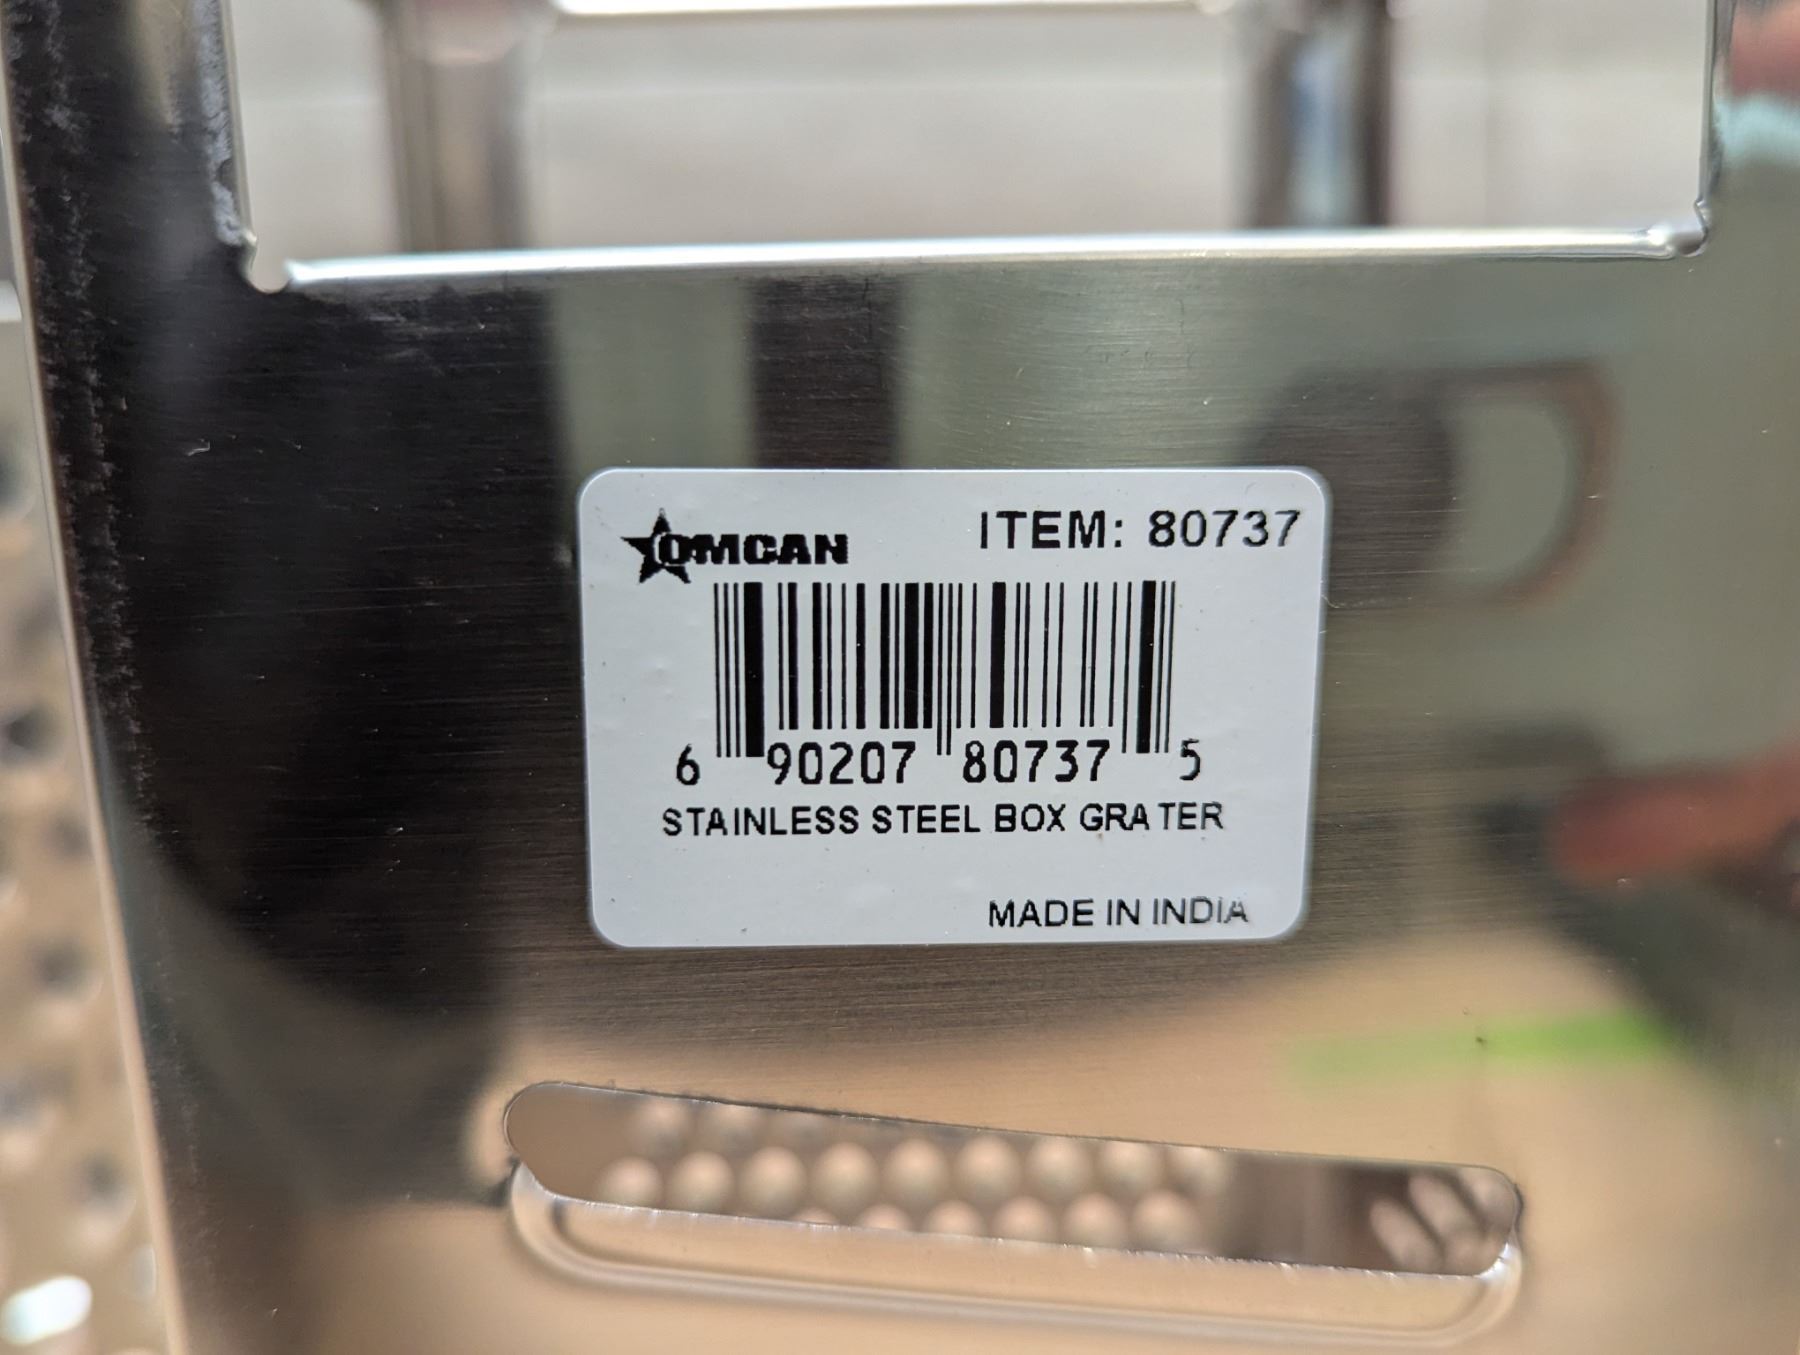 OMCAN ITEM: 80737
6 90207 80737 5
STAINLESS STEEL BOX GRATER
MADE IN INDIA